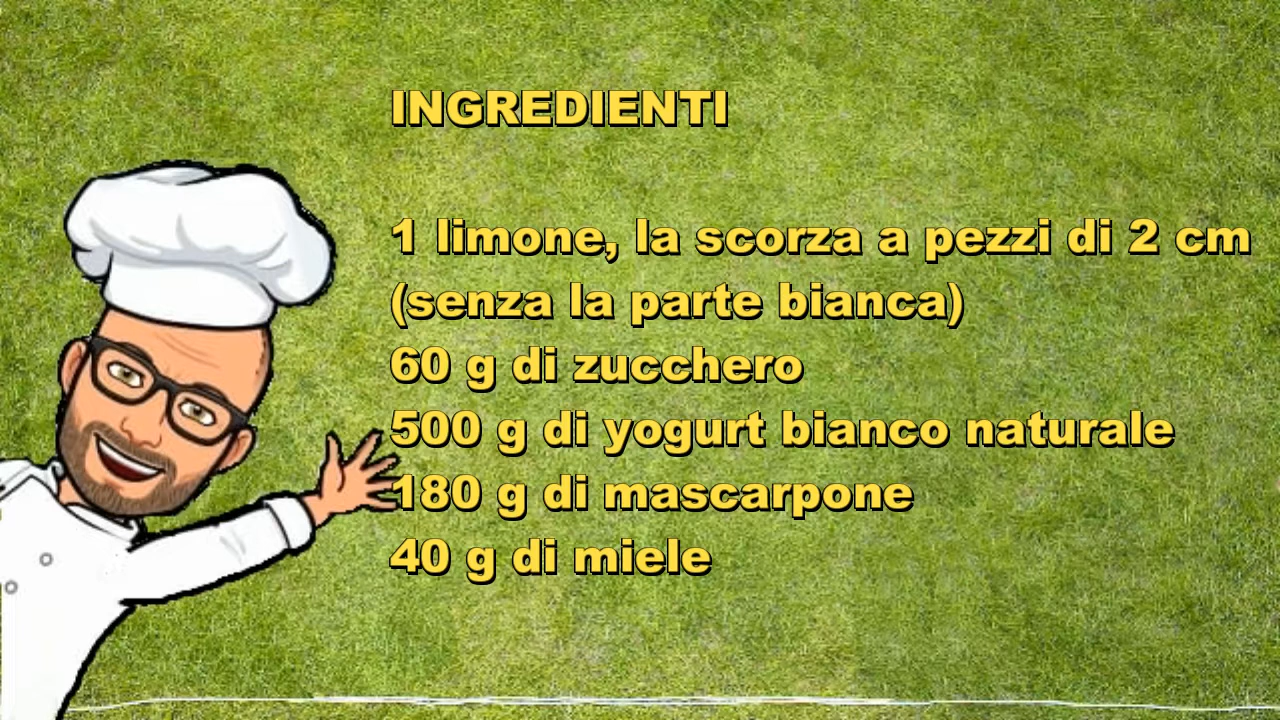 INGREDIENTI
1 limone, la scorza a pezzi di 2 cm
(senza la parte bianca)
60 g di zucchero
500 g di yogurt bianco naturale
180 g di mascarpone
40 g di miele